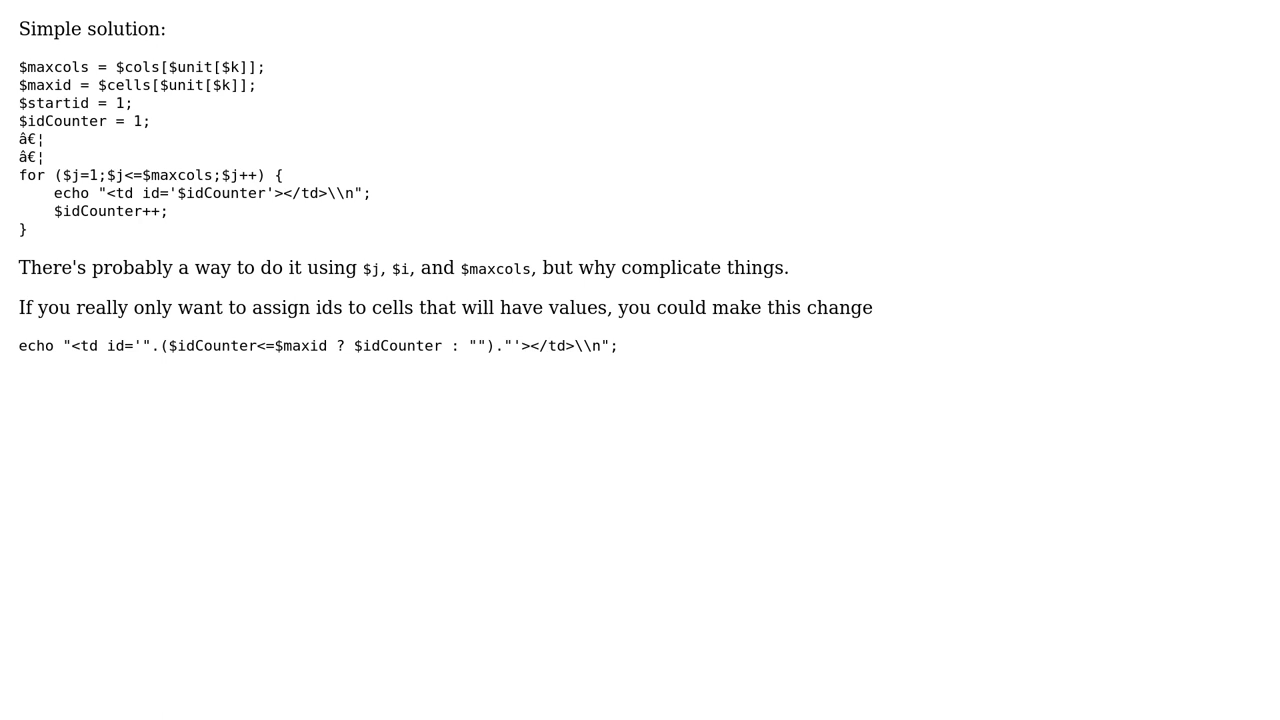 Simple solution:
$maxcols = $cols[$unit[$k]];
$maxid = $cells[$unit[$k]];
$startid = 1;
$idCounter = 1;
â€¦
â€¦
for ($j=1;$j<=$maxcols;$j++) {
    echo "<td id='$idCounter'></td>\\n";
    $idCounter++;
}
There's probably a way to do it using $j, $i, and $maxcols, but why complicate things.
If you really only want to assign ids to cells that will have values, you could make this change
echo "<td id='".($idCounter<=$maxid ? $idCounter : "")."'></td>\\n";